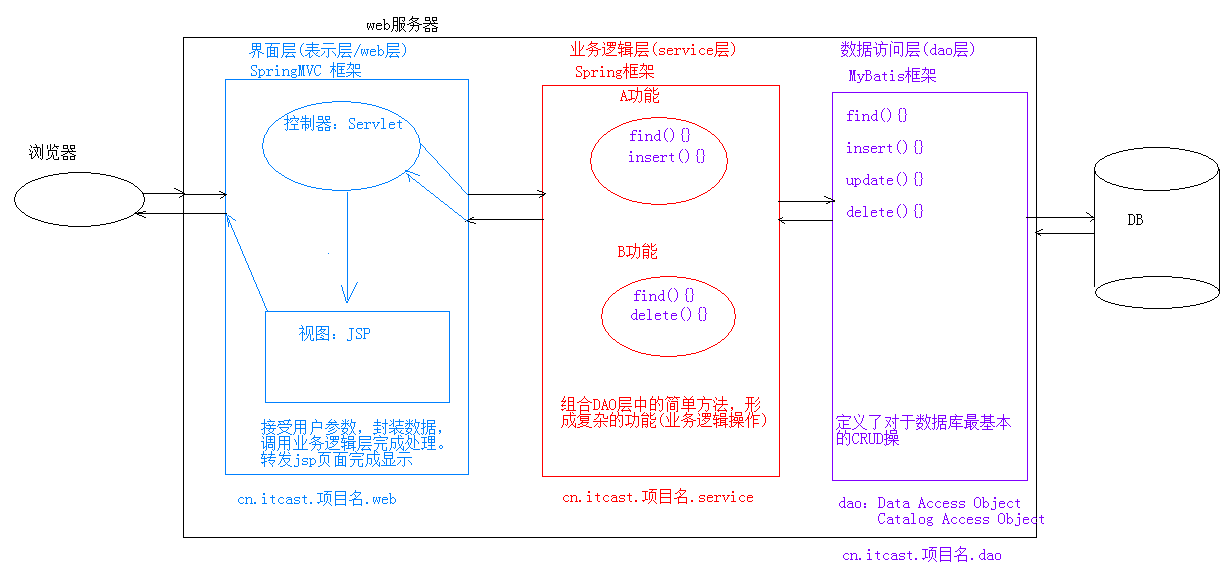 web服务器
界面层(表示层/web层)
SpringMVC 框架
控制器：Servlet
视图：JSP
接受用户参数，封装数据，
调用业务逻辑层完成处理。
转发jsp页面完成显示
cn.itcast.项目名.web
浏览器
业务逻辑层(service层)
Spring框架
A功能
find(){}
insert(){}
B功能
find(){}
delete(){}
组合DAO层中的简单方法，形
成复杂的功能(业务逻辑操作)
cn.itcast.项目名.service
数据访问层(dao层)
MyBatis框架
find(){}
insert(){}
update(){}
delete(){}
定义了对于数据库最基本
的CRUD操
dao：Data Access Object
Catalog Access Object
cn.itcast.项目名.dao
DB